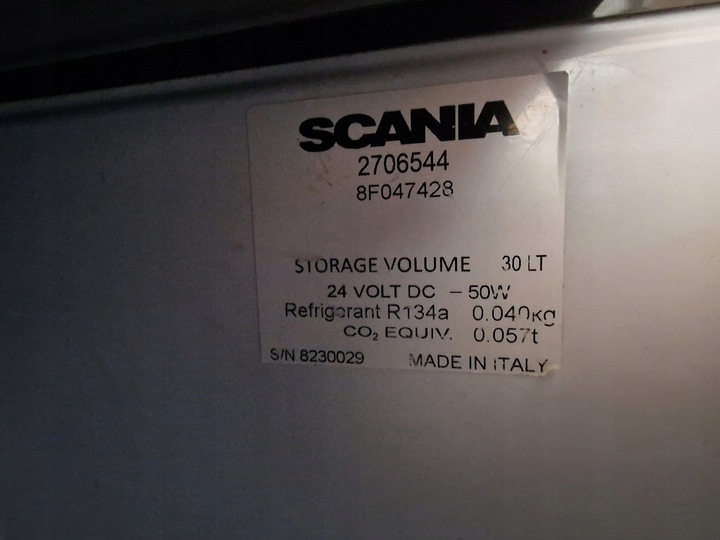 SCANIA
2706544
8F047428
STORAGE VOLUME 30 LT
24 VOLT DC - 50W
Refrigerant R134a 0.040kg
CO₂ EQUIV. 0.057t
S/N 8230029 MADE IN ITALY